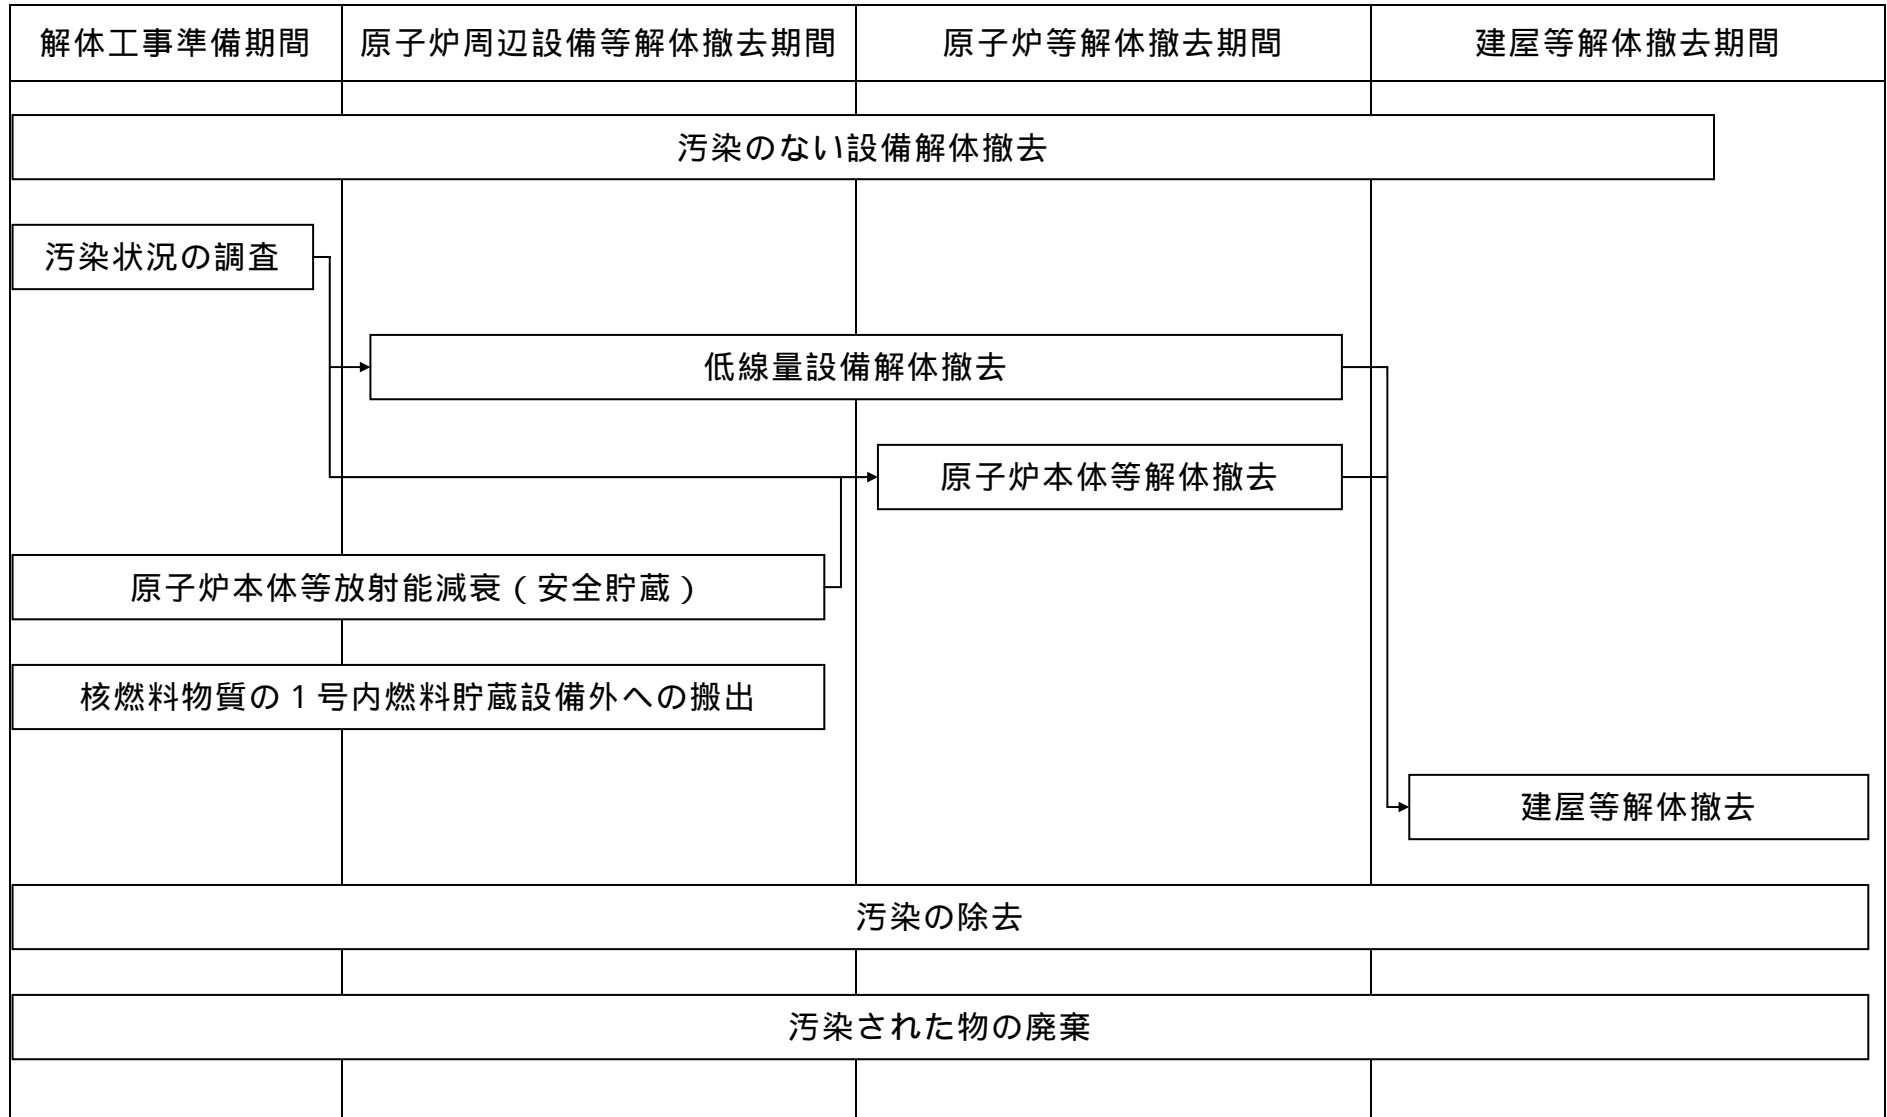 解体工事準備期間
原子炉周辺設備等解体撤去期間
原子炉等解体撤去期間
建屋等解体撤去期間
汚染のない設備解体撤去
汚染状況の調査
低線量設備解体撤去
原子炉本体等解体撤去
原子炉本体等放射能減衰（安全貯蔵）
核燃料物質の１号内燃料貯蔵設備外への搬出
建屋等解体撤去
汚染の除去
汚染された物の廃棄